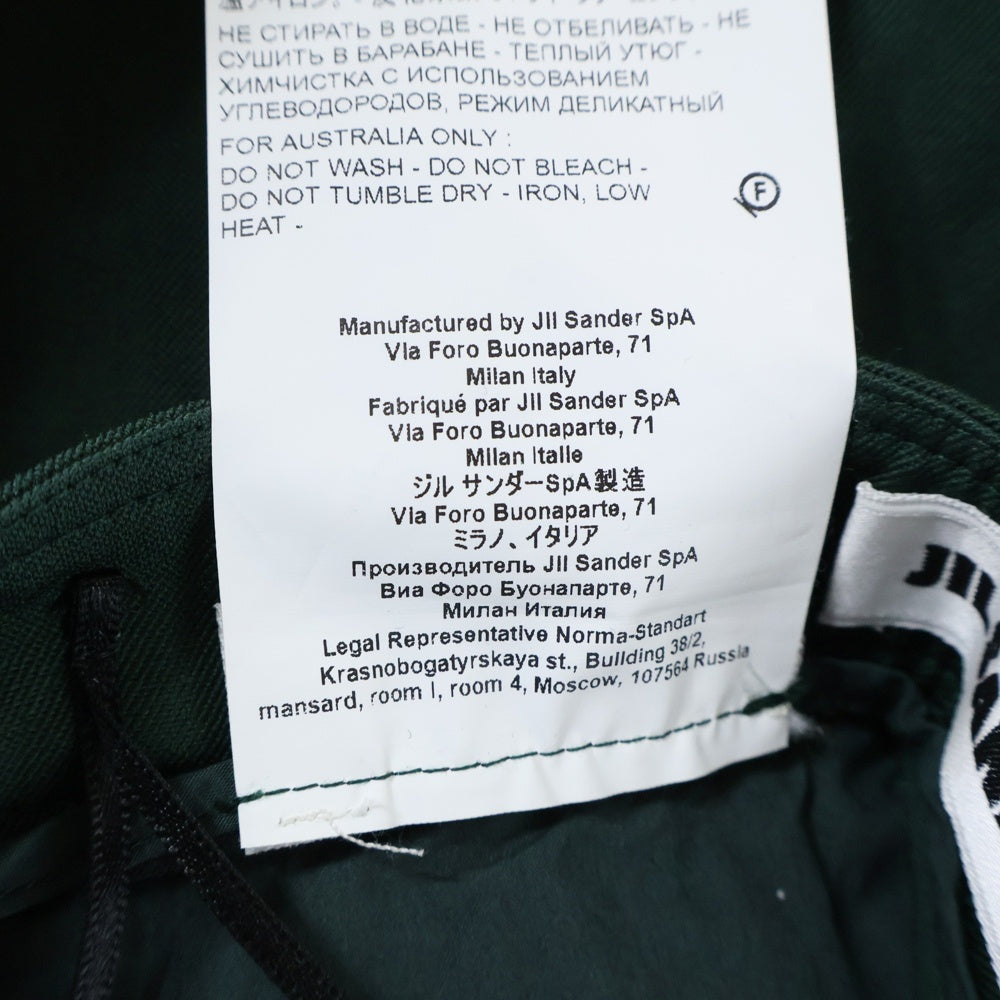 НЕ СТИРАТЬ В ВОДЕ - НЕ ОТБЕЛИВАТЬ - НЕ
СУШИТЬ В БАРАБАНЕ - ТЕПЛЫЙ УТЮГ -
ХИМЧИСТКА С ИСПОЛЬЗОВАНИЕМ
УГЛЕВОДОРОДОВ, РЕЖИМ ДЕЛИКАТНЫЙ
FOR AUSTRALIA ONLY :
DO NOT WASH - DO NOT BLEACH -
DO NOT TUMBLE DRY - IRON, LOW
HEAT -
F
Manufactured by Jil Sander SpA
Via Foro Buonaparte, 71
Milan Italy
Fabriqué par Jil Sander SpA
Via Foro Buonaparte, 71
Milan Italie
ジル サンダーSpA製造
Via Foro Buonaparte, 71
ミラノ、イタリア
Производитель Jil Sander SpA
Виа Форо Буонапарте, 71
Милан Италия
Legal Representative Norma-Standart
Krasnobogatyrskaya st., Building 38/2,
mansard, room I, room 4, Moscow, 107564 Russia
JIL